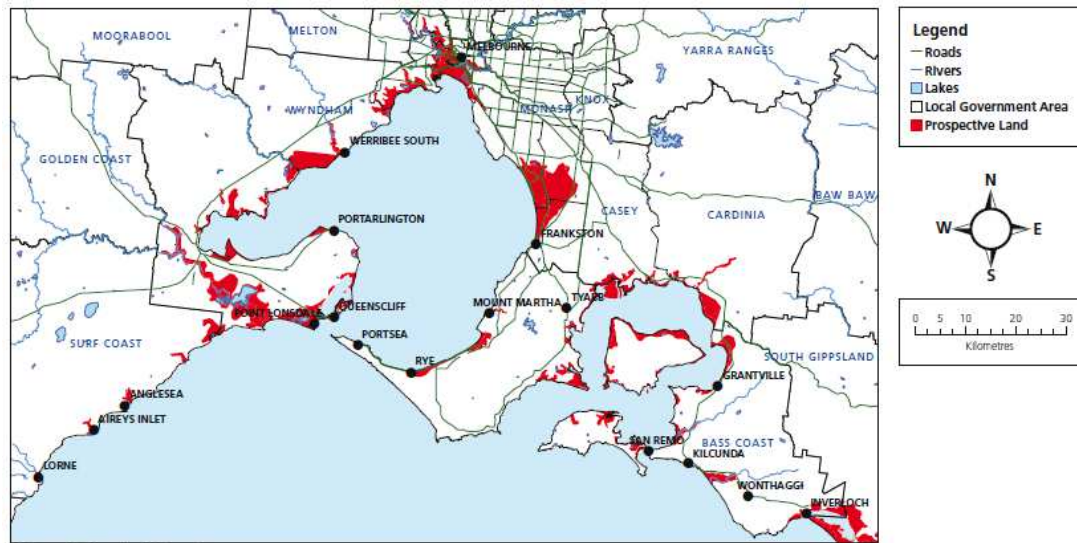 MOORABOOL
MELTON
MELBOURNE
YARRA RANGES
WYNDHAM
MONASH
KNOX
WERRIBEE SOUTH
GOLDEN COAST
BAW BAW
CASEY
CARDINIA
PORTARLINGTON
FRANKSTON
QUEENSCLIFF
MOUNT MARTHA
TYABB
POINT LONSDALE
PORTSEA
SURF COAST
RYE
SOUTH GIPPSLAND
GRANTVILLE
ANGLESEA
AIREYS INLET
SAN REMO
BASS COAST
KILCUNDA
LORNE
WONTHAGGI
INVERLOCH
Legend
Roads
Rivers
Lakes
Local Government Area
Prospective Land
N
W E
S
0 5 10 20 30
Kilometres